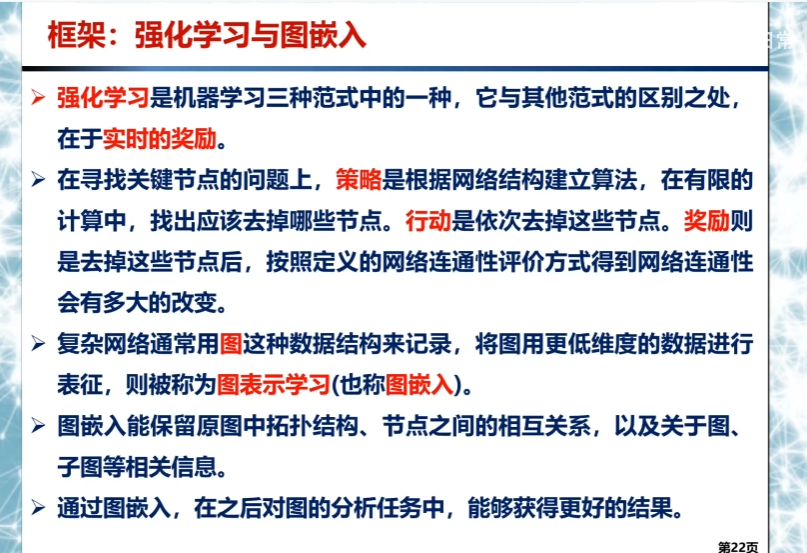 框架：强化学习与图嵌入
➢ 强化学习是机器学习三种范式中的一种，它与其他范式的区别之处，
在于实时的奖励。
➢ 在寻找关键节点的问题上，策略是根据网络结构建立算法，在有限的
计算中，找出应该去掉哪些节点。行动是依次去掉这些节点。奖励则
是去掉这些节点后，按照定义的网络连通性评价方式得到网络连通性
会有多大的改变。
➢ 复杂网络通常用图这种数据结构来记录，将图用更低维度的数据进行
表征，则被称为图表示学习(也称图嵌入)。
➢ 图嵌入能保留原图中拓扑结构、节点之间的相互关系，以及关于图、
子图等相关信息。
➢ 通过图嵌入，在之后对图的分析任务中，能够获得更好的结果。
第22页